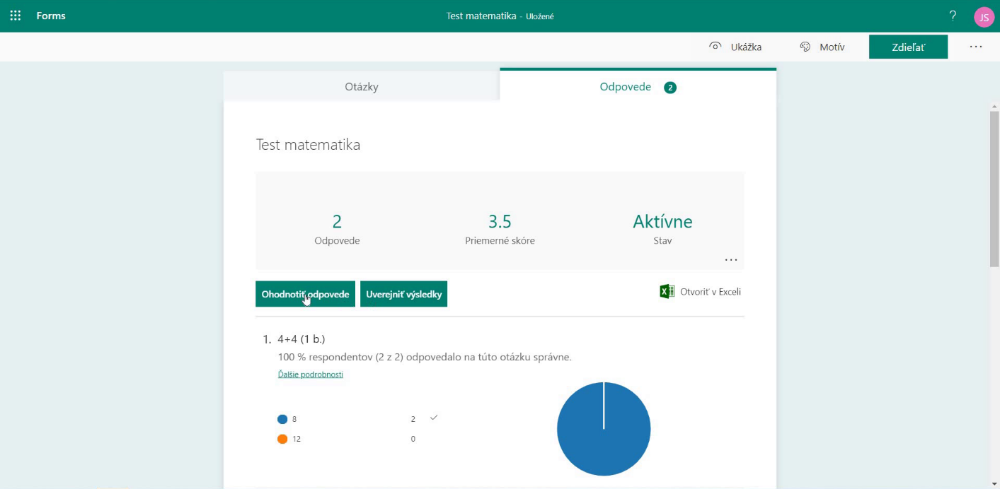 Forms
Test matematika - Uložené
?
JS
Ukážka
Motív
Zdieľať
Otázky
Odpovede 2
Test matematika
2
Odpovede
3.5
Priemerné skóre
Aktívne
Stav
Ohodnotiť odpovede
Uverejniť výsledky
Otvoriť v Exceli
1. 4+4 (1 b.)
100 % respondentov (2 z 2) odpovedalo na túto otázku správne.
Ďalšie podrobnosti
8 2
12 0